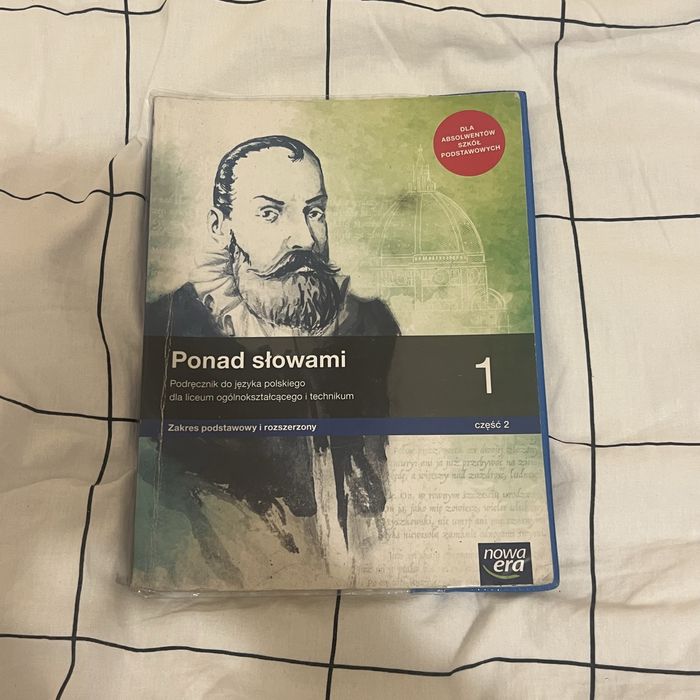 DLA
ABSOLWENTÓW
SZKÓŁ
PODSTAWOWYCH
Ponad słowami
1
Podręcznik do języka polskiego
dla liceum ogólnokształcącego i technikum
Zakres podstawowy i rozszerzony
część 2
nowa
era